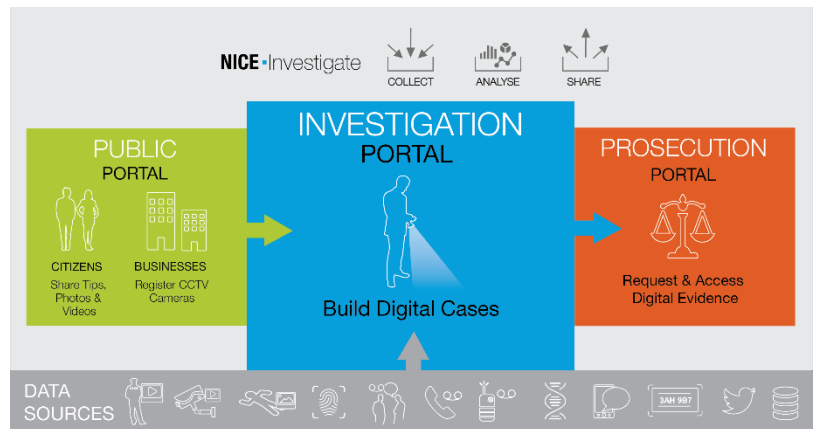 NICE▪Investigate
COLLECT
ANALYSE
SHARE
PUBLIC
PORTAL
CITIZENS
Share Tips,
Photos &
Videos
BUSINESSES
Register CCTV
Cameras
INVESTIGATION
PORTAL
Build Digital Cases
PROSECUTION
PORTAL
Request & Access
Digital Evidence
DATA
SOURCES
3AH 9B7